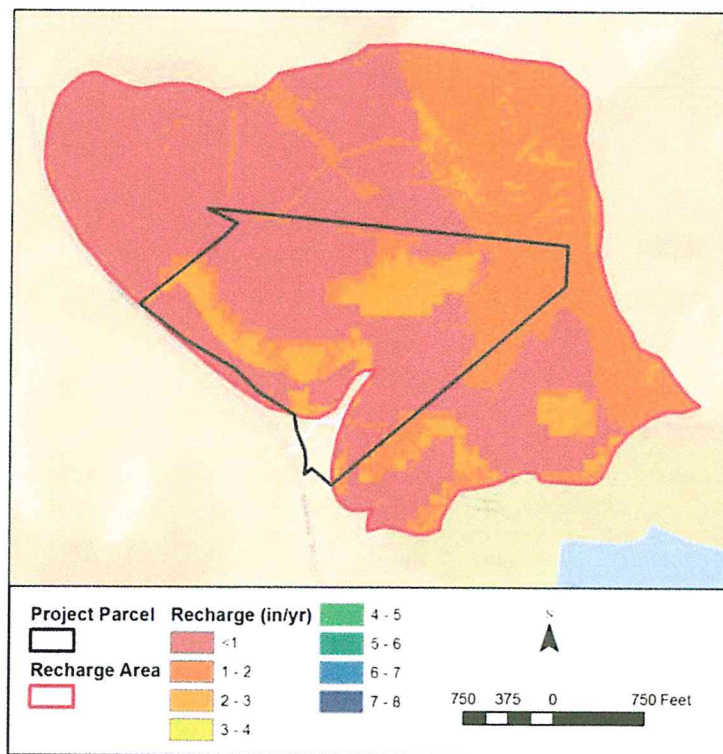 Project Parcel
Recharge Area
Recharge (in/yr)
<1
1 - 2
2 - 3
3 - 4
4 - 5
5 - 6
6 - 7
7 - 8
N
750 375 0 750 Feet